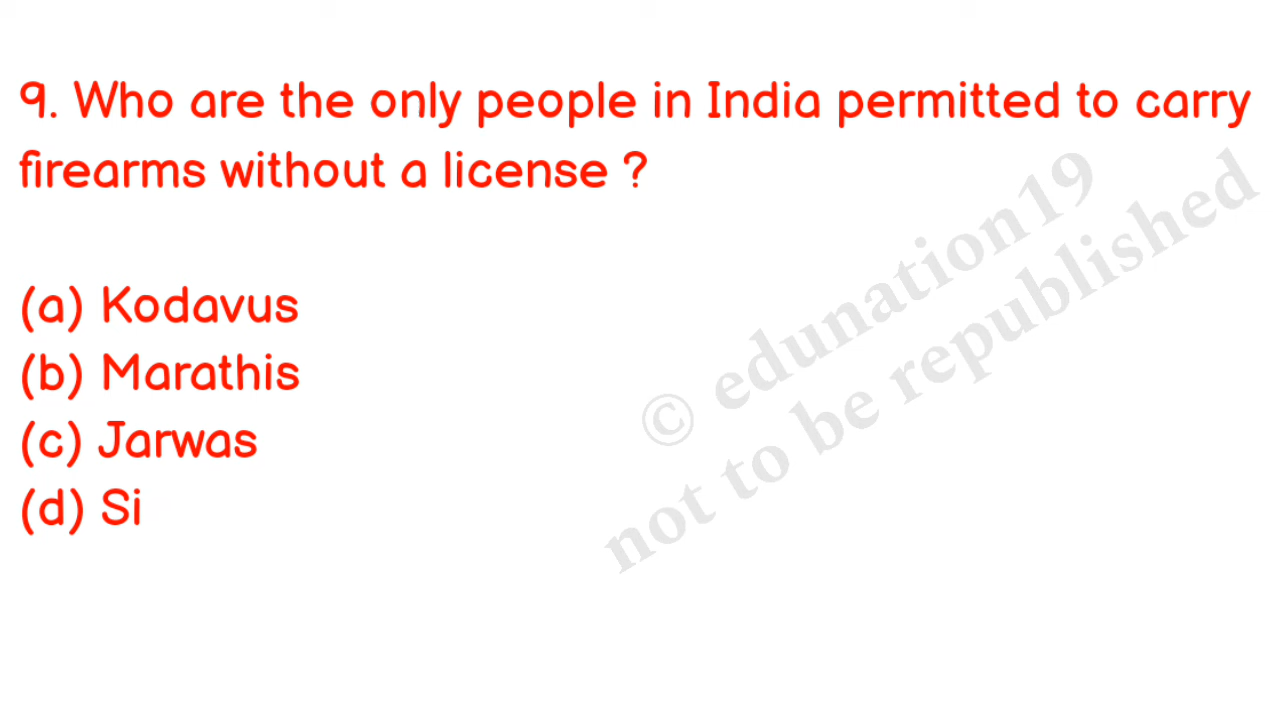 9. Who are the only people in India permitted to carry
firearms without a license ?
(a) Kodavus
(b) Marathis
(c) Jarwas
(d) Si
© edunation19
not to be republished